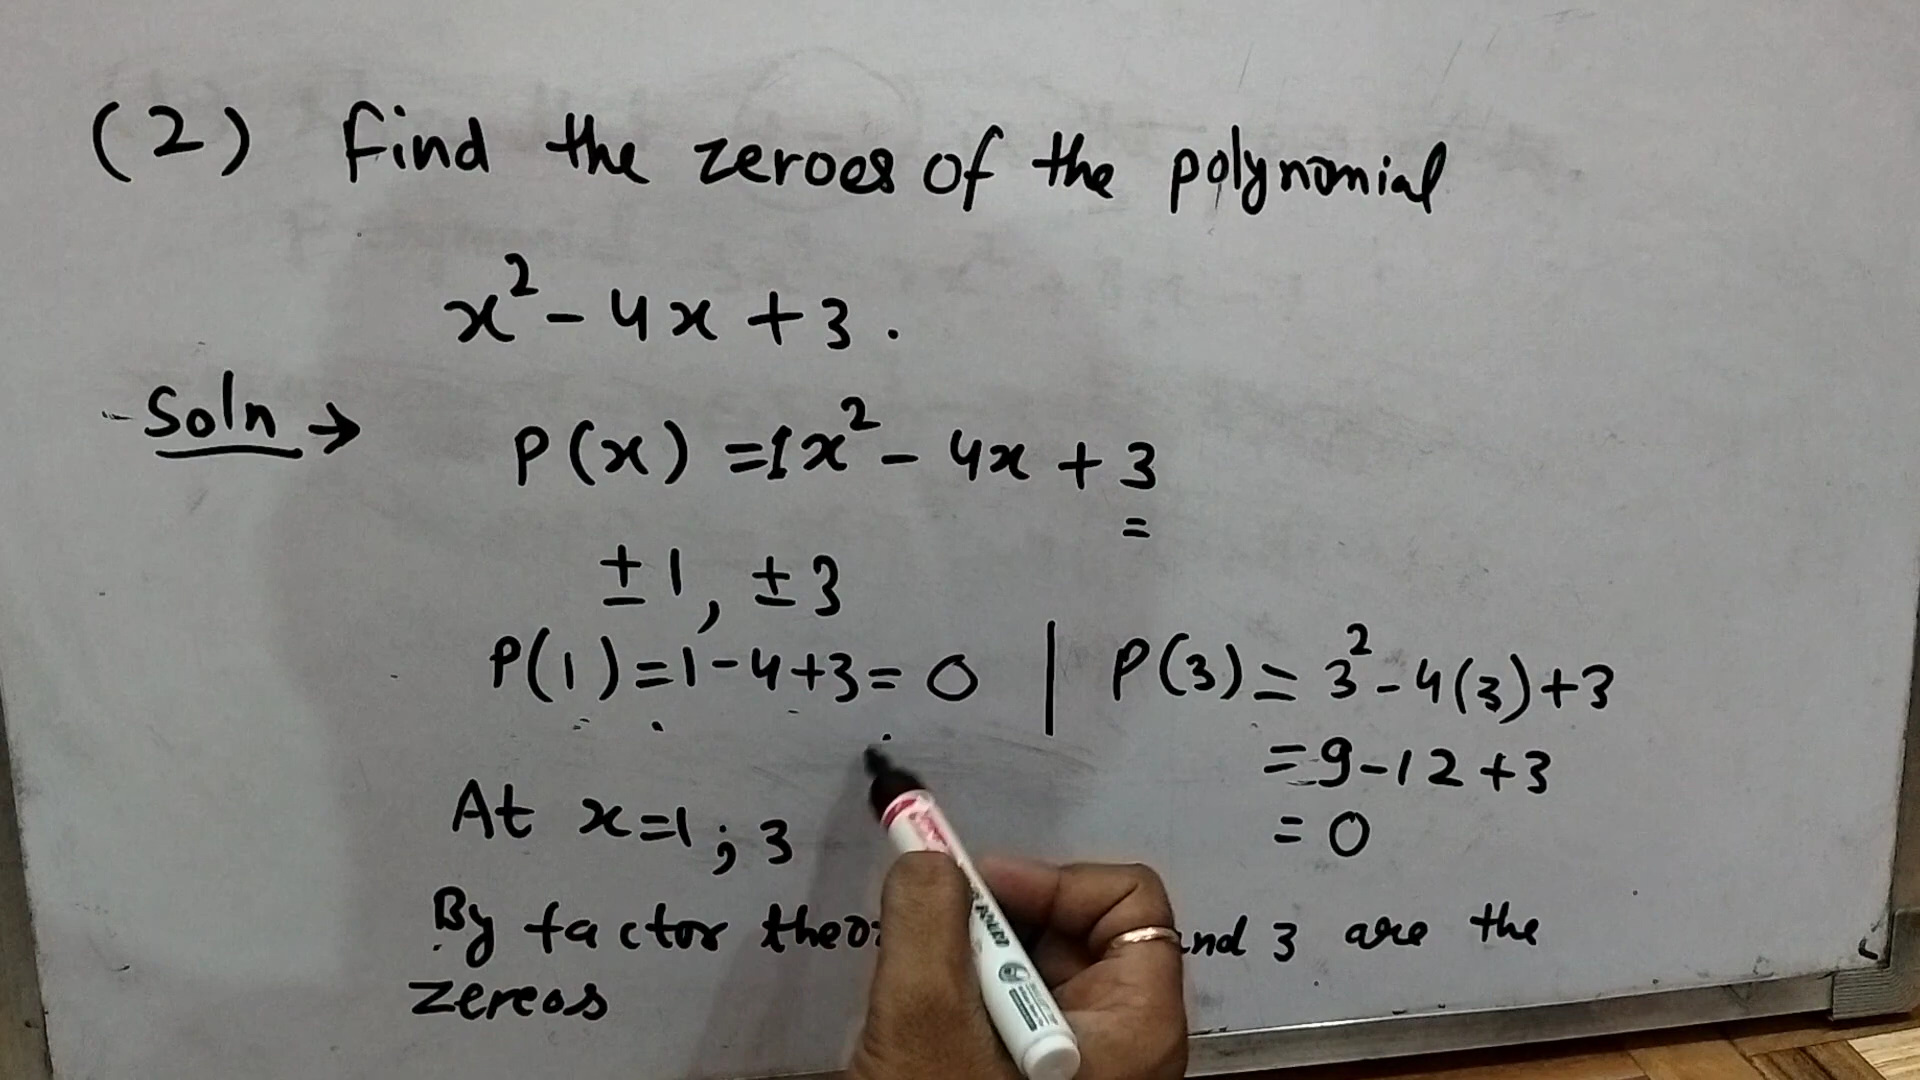 (2) find the zeroes of the polynomial
x² - 4x + 3.
Soln →
P(x) = 1x² - 4x + 3
=
±1, ±3
P(1) = 1-4+3 = 0 | P(3) = 3² - 4(3) + 3
= 9 - 12 + 3
= 0
At x=1 ; 3
By factor nd 3 are the
zereos